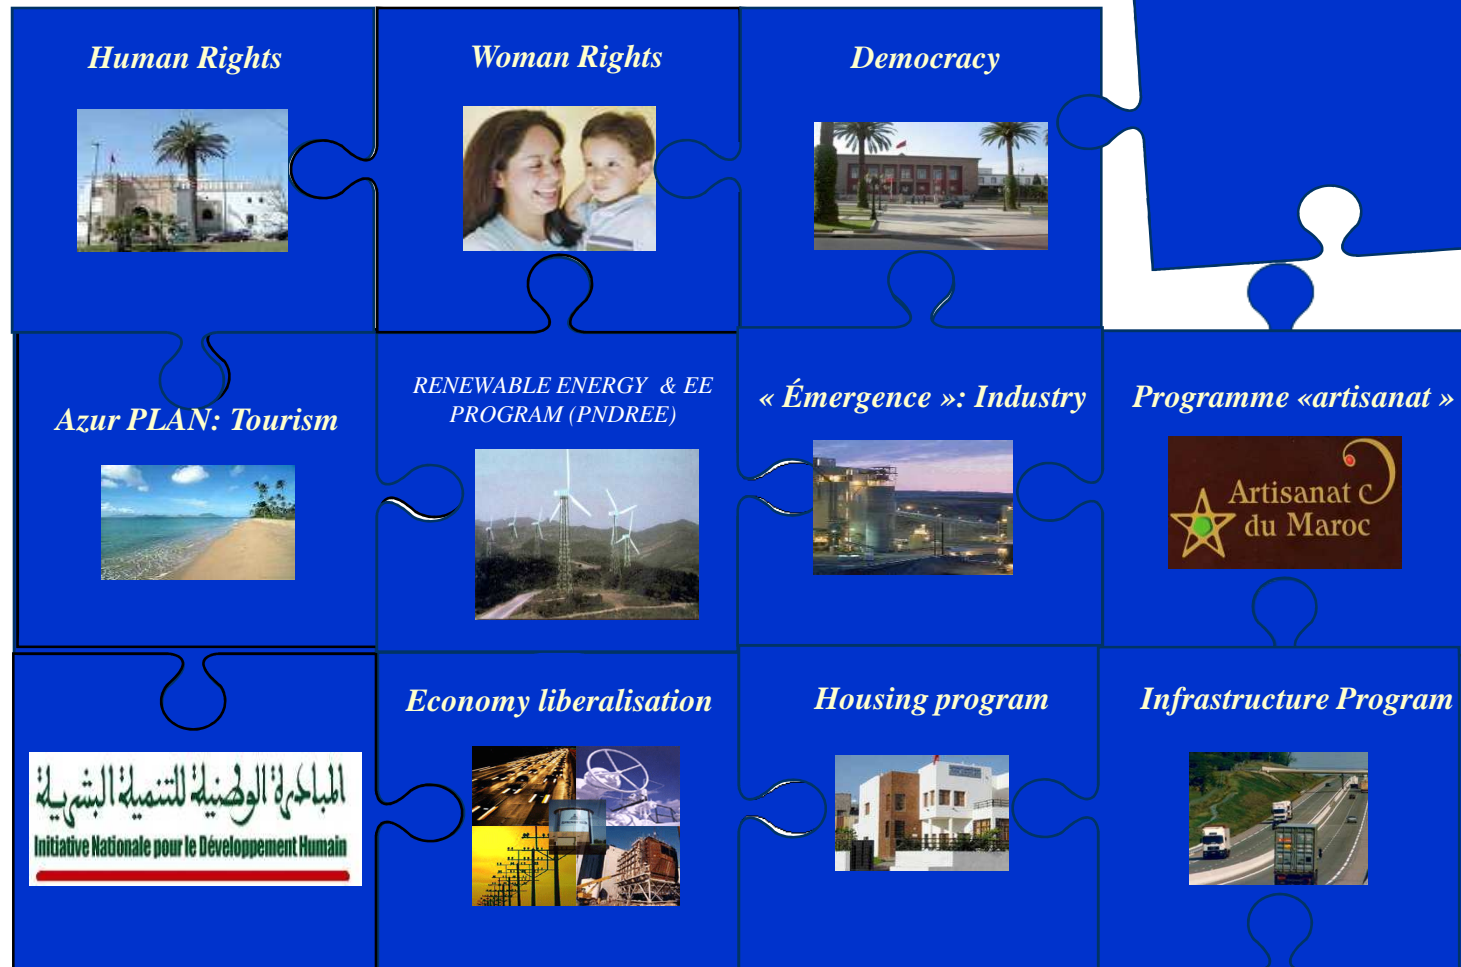 Human Rights
Woman Rights
Democracy
Azur PLAN: Tourism
RENEWABLE ENERGY & EE
PROGRAM (PNDREE)
« Émergence »: Industry
Programme «artisanat »
Artisanat
du Maroc
المبادرة الوطنية للتنمية البشرية
Initiative Nationale pour le Développement Humain
Economy liberalisation
Housing program
Infrastructure Program